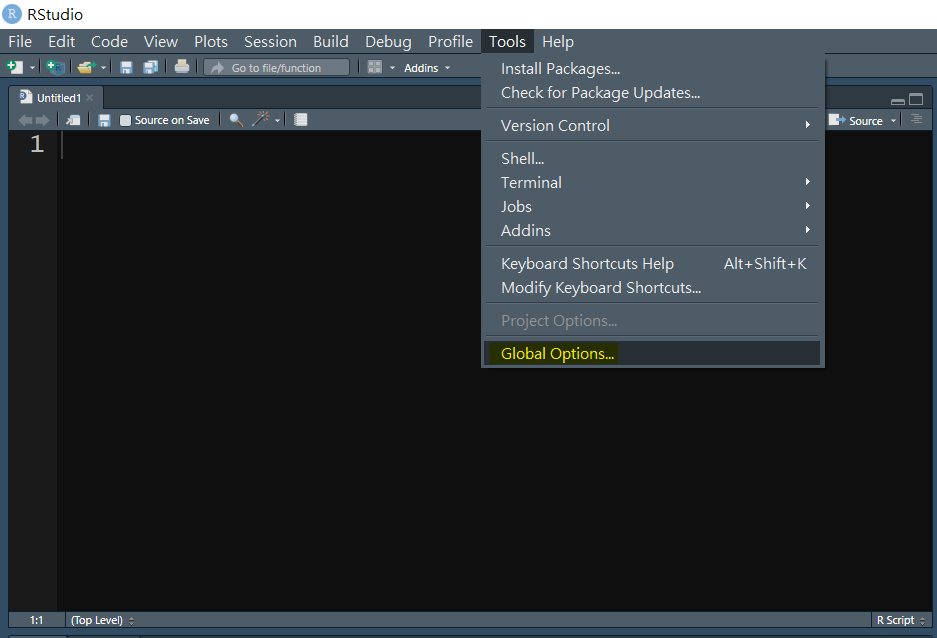 RStudio
File Edit Code View Plots Session Build Debug Profile Tools Help
Go to file/function Addins
Install Packages...
Check for Package Updates...
Untitled1
Source on Save Source
Version Control
1
Shell...
Terminal
Jobs
Addins
Keyboard Shortcuts Help Alt+Shift+K
Modify Keyboard Shortcuts...
Project Options...
Global Options...
1:1 (Top Level) R Script